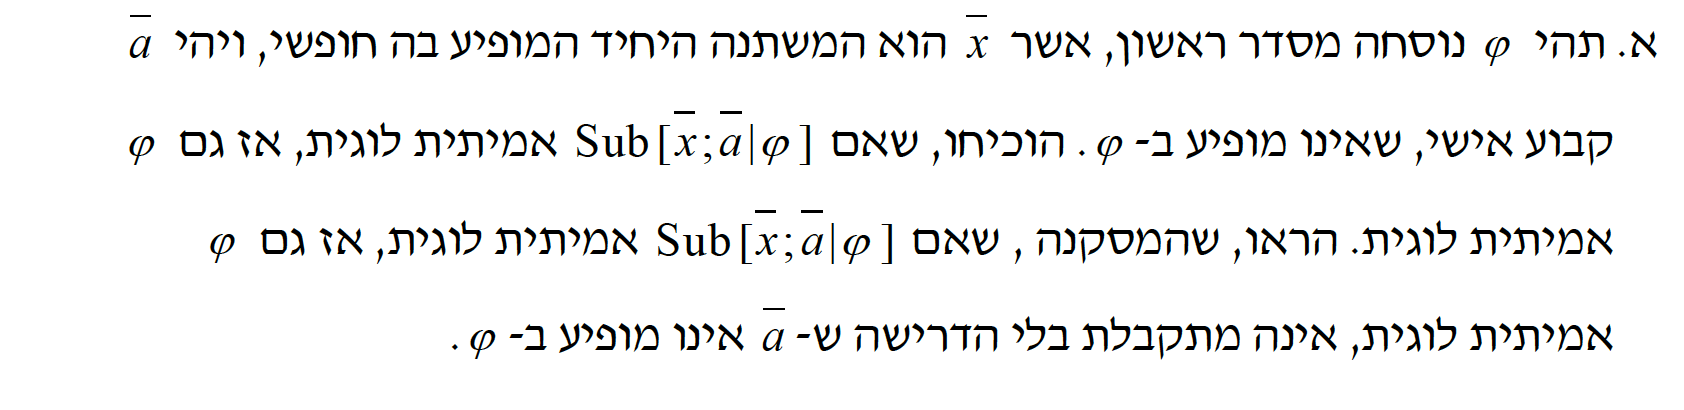 א. תהי φ נוסחה מסדר ראשון, אשר x̅ הוא המשתנה היחיד המופיע בה חופשי, ויהי a̅
קבוע אישי, שאינו מופיע ב- φ . הוכיחו, שאם Sub[x̅;a̅|φ] אמיתית לוגית, אז גם φ
אמיתית לוגית. הראו, שהמסקנה , שאם Sub[x̅;a̅|φ] אמיתית לוגית, אז גם φ
אמיתית לוגית, אינה מתקבלת בלי הדרישה ש- a̅ אינו מופיע ב- φ .